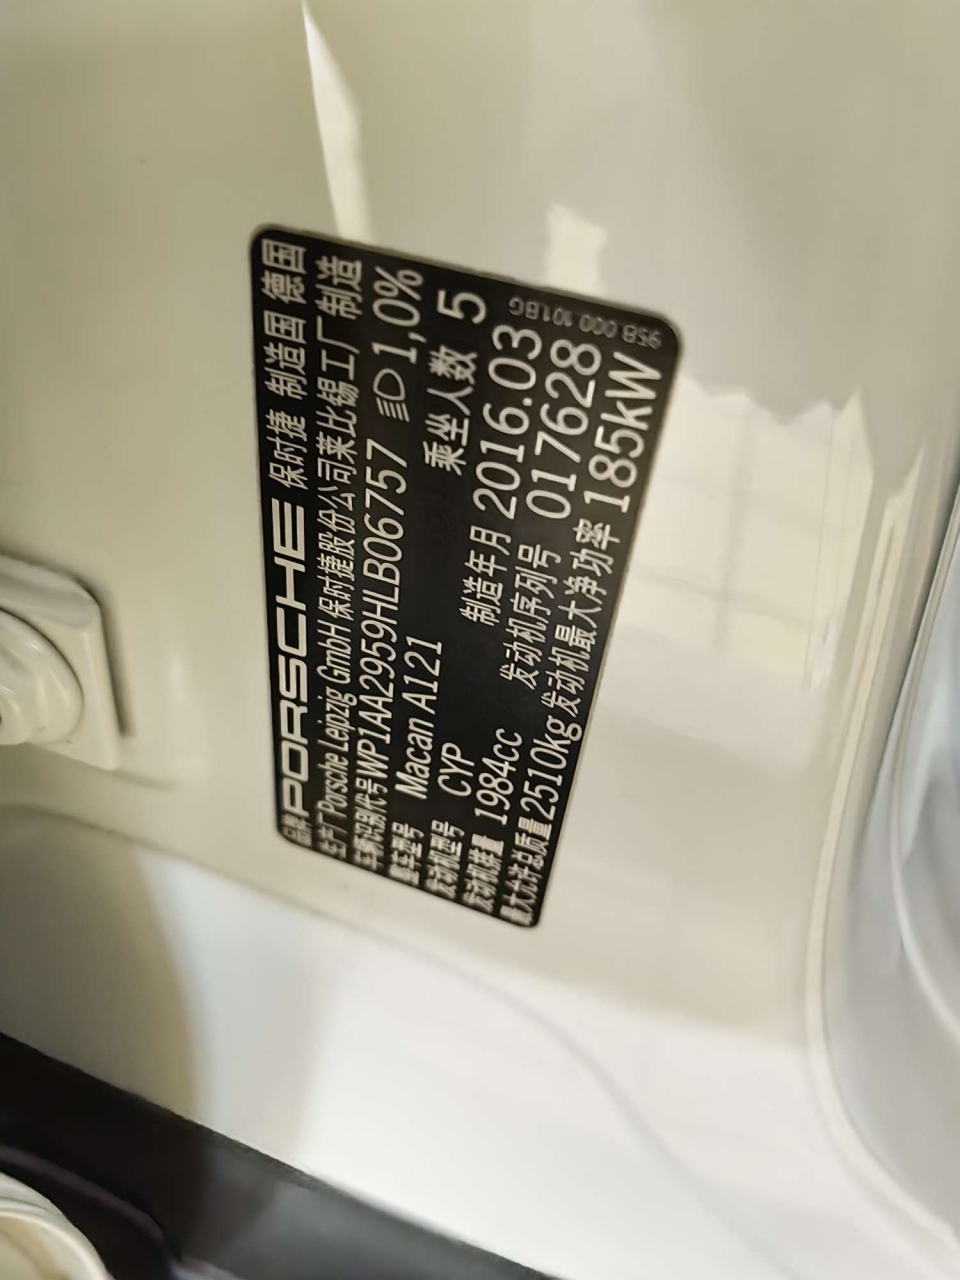 品牌 PORSCHE 保时捷 制造国 德国
生产厂 Porsche Leipzig GmbH 保时捷股份公司莱比锡工厂制造
车辆识别代号 WP1AA2959HLB06757 1,0%
整车型号 Macan A121 乘坐人数 5
发动机型号 CYP 制造年月 2016.03
发动机排量 1984cc 发动机序列号 017628
最大允许总质量 2510kg 发动机最大净功率 185kW
95B.000.101.BG